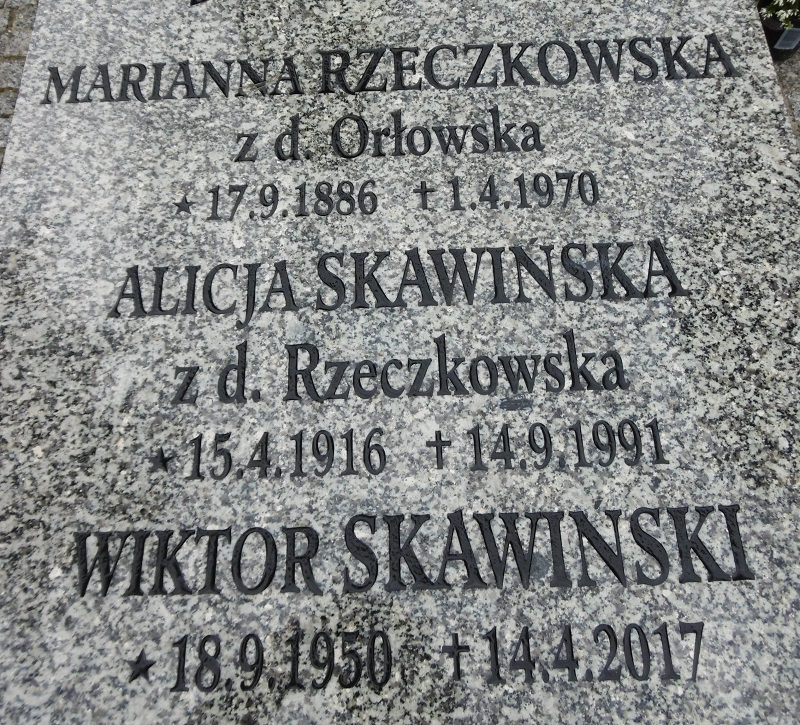 MARIANNA RZECZKOWSKA
z d. Orłowska
★ 17.9.1886 ✝ 1.4.1970
ALICJA SKAWIŃSKA
z d. Rzeczkowska
★ 15.4.1916 ✝ 14.9.1991
WIKTOR SKAWINSKI
★ 18.9.1950 ✝ 14.4.2017